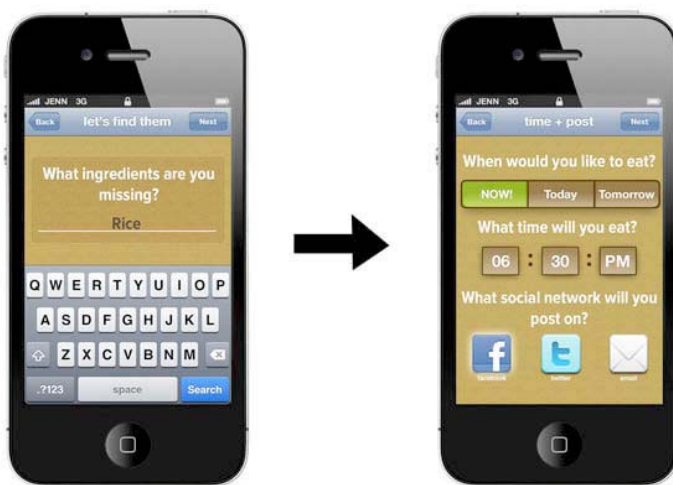 JENN 3G
Back let's find them Next
What ingredients are you
missing?
Rice
Q W E R T Y U I O P
A S D F G H J K L
Z X C V B N M
.?123 space Search
JENN 3G
Back time + post Next
When would you like to eat?
NOW! Today Tomorrow
What time will you eat?
06 : 30 : PM
What social network will you
post on?
facebook twitter email